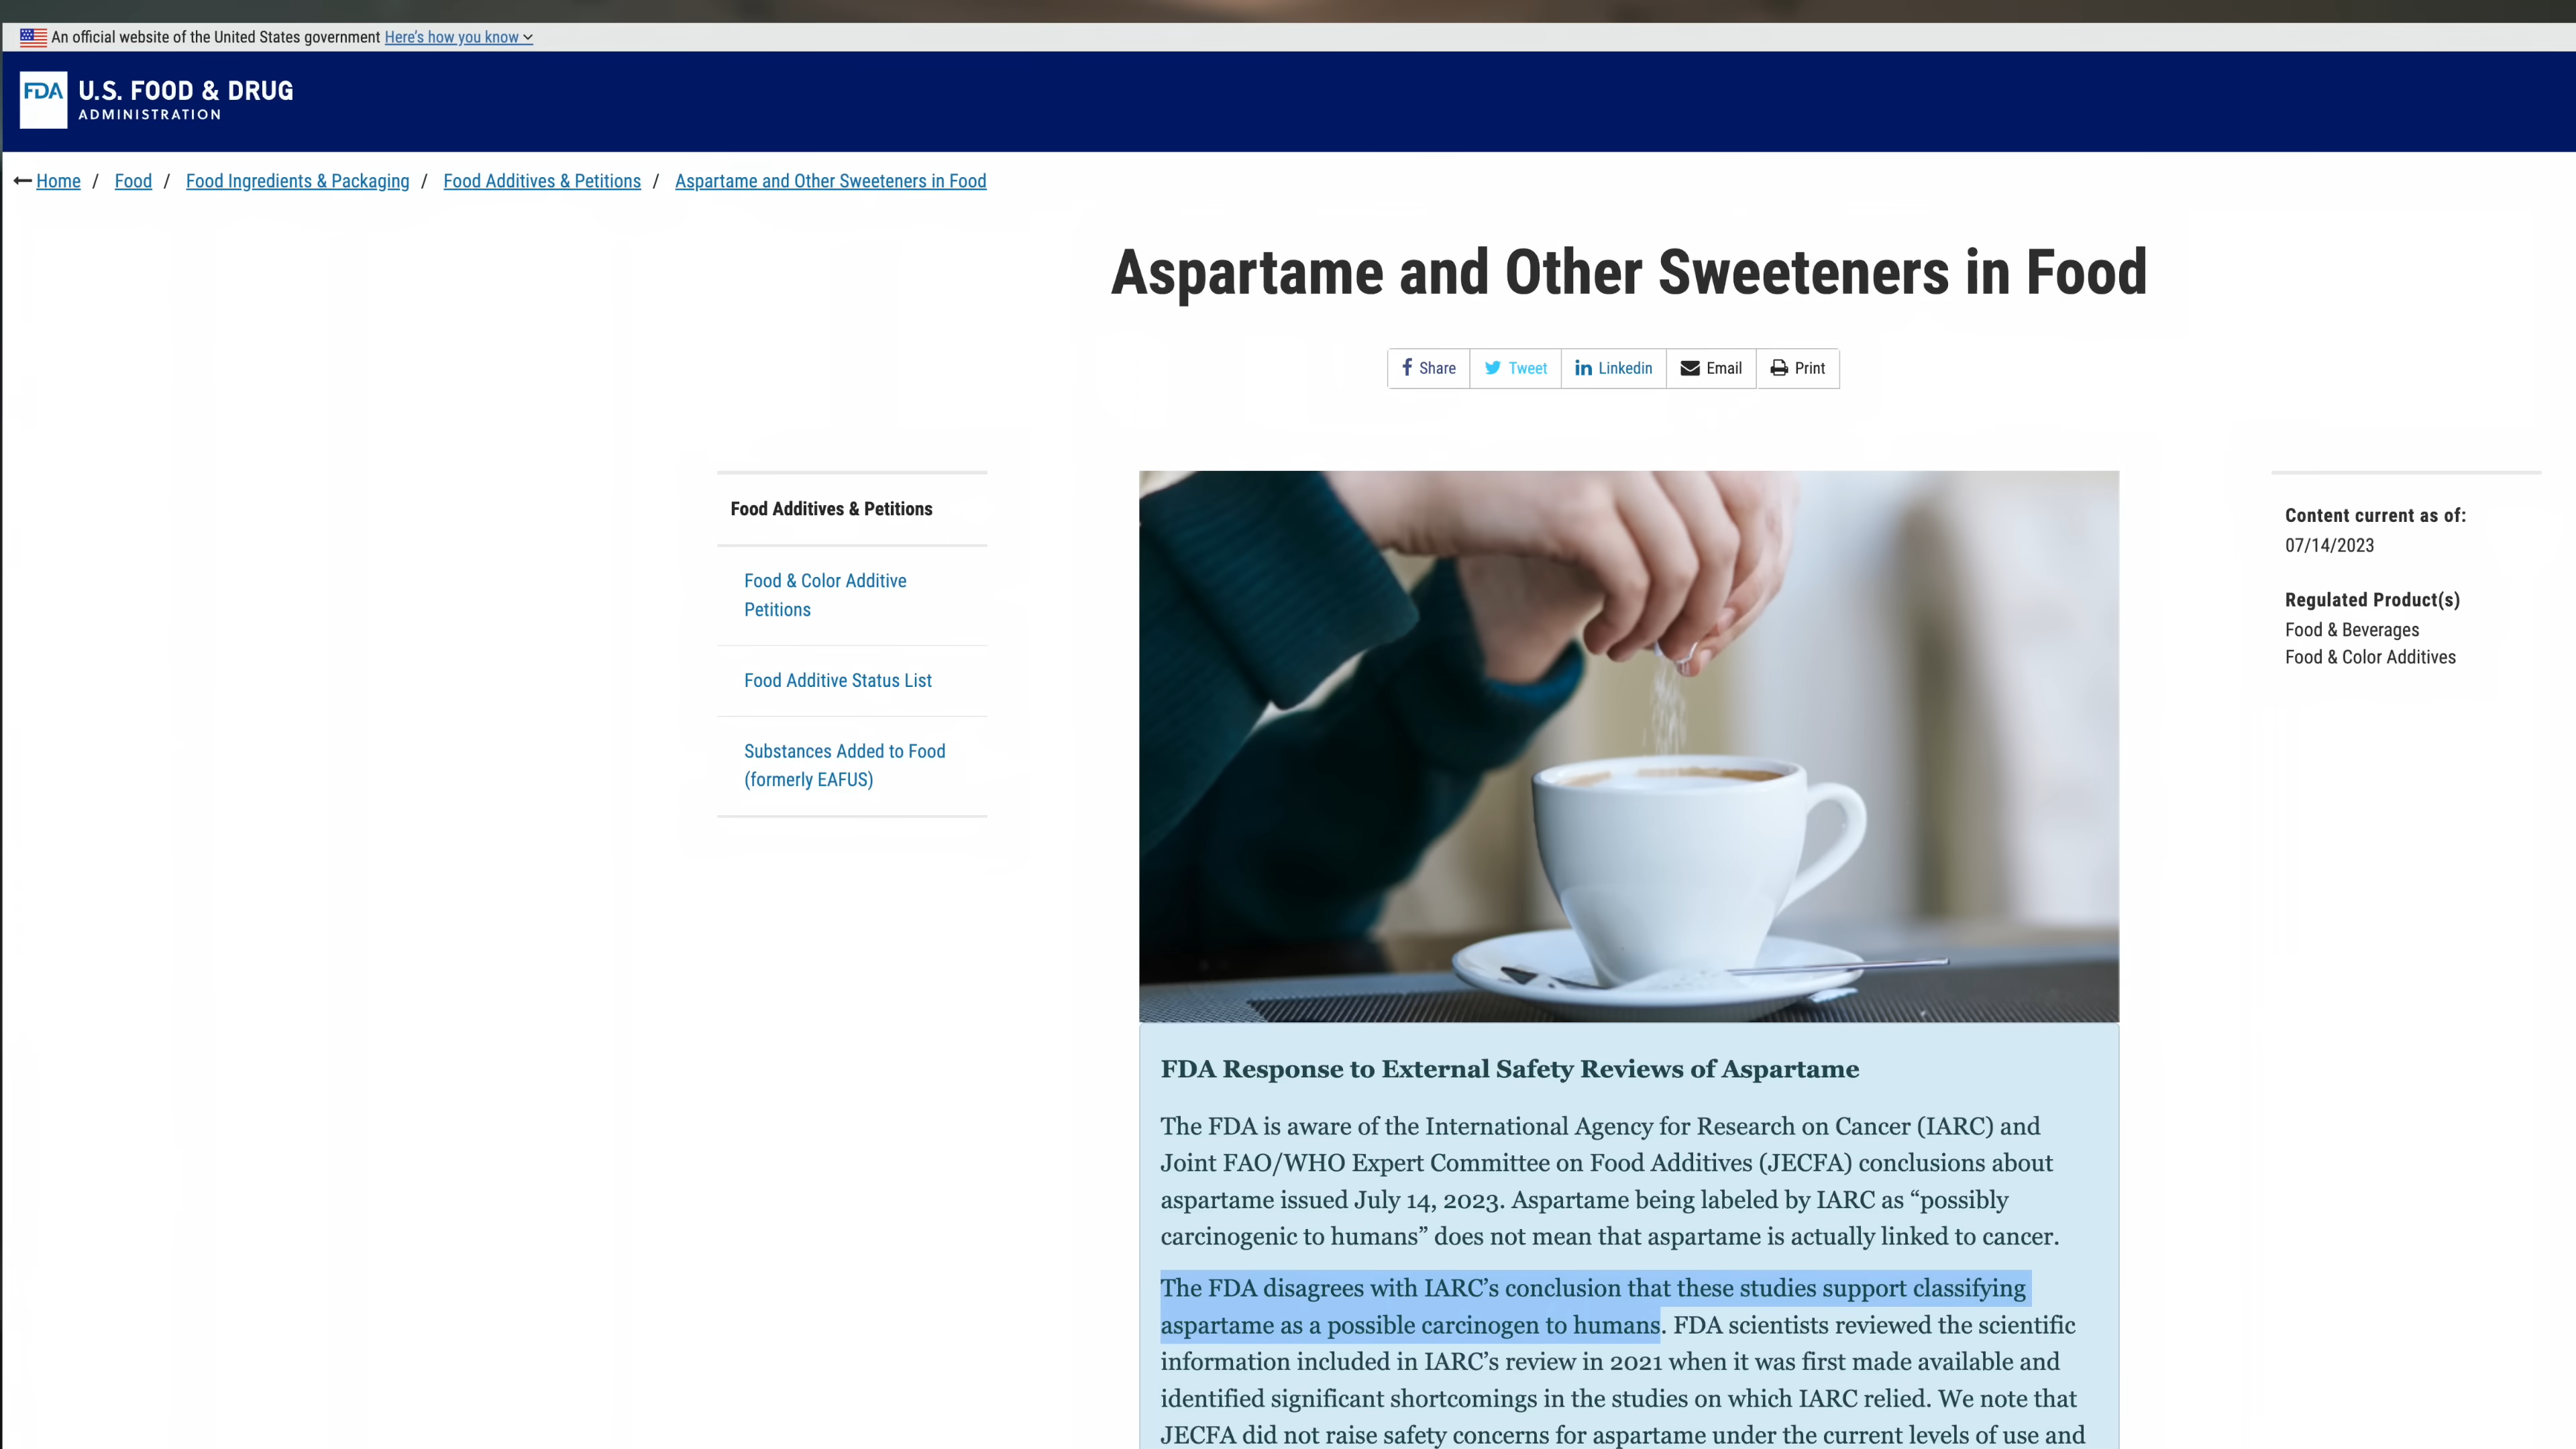 An official website of the United States government Here's how you know
FDA U.S. FOOD & DRUG
ADMINISTRATION
Home / Food / Food Ingredients & Packaging / Food Additives & Petitions / Aspartame and Other Sweeteners in Food
Aspartame and Other Sweeteners in Food
Share Tweet in Linkedin Email Print
Food Additives & Petitions
Food & Color Additive
Petitions
Food Additive Status List
Substances Added to Food
(formerly EAFUS)
Content current as of:
07/14/2023
Regulated Product(s)
Food & Beverages
Food & Color Additives
FDA Response to External Safety Reviews of Aspartame
The FDA is aware of the International Agency for Research on Cancer (IARC) and
Joint FAO/WHO Expert Committee on Food Additives (JECFA) conclusions about
aspartame issued July 14, 2023. Aspartame being labeled by IARC as “possibly
carcinogenic to humans” does not mean that aspartame is actually linked to cancer.
The FDA disagrees with IARC’s conclusion that these studies support classifying
aspartame as a possible carcinogen to humans. FDA scientists reviewed the scientific
information included in IARC’s review in 2021 when it was first made available and
identified significant shortcomings in the studies on which IARC relied. We note that
JECFA did not raise safety concerns for aspartame under the current levels of use and